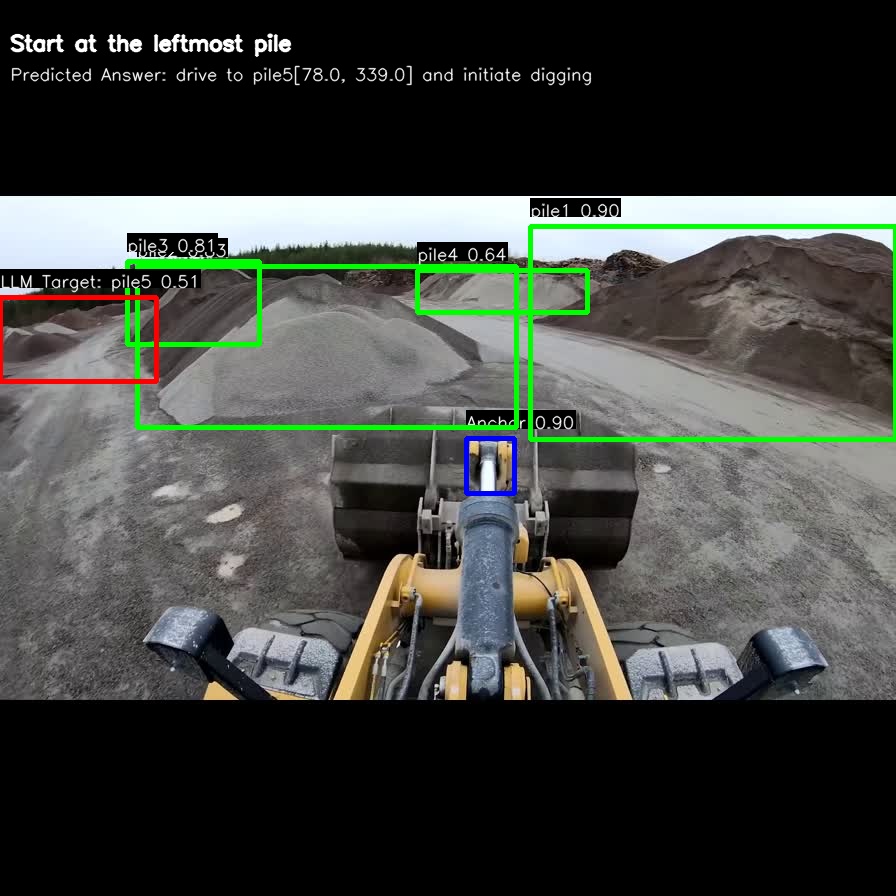 Start at the leftmost pile
Predicted Answer: drive to pile5[78.0, 339.0] and initiate digging
pile1 0.90
pile3 0.81
pile4 0.64
LLM Target: pile5 0.51
Anchor 0.90